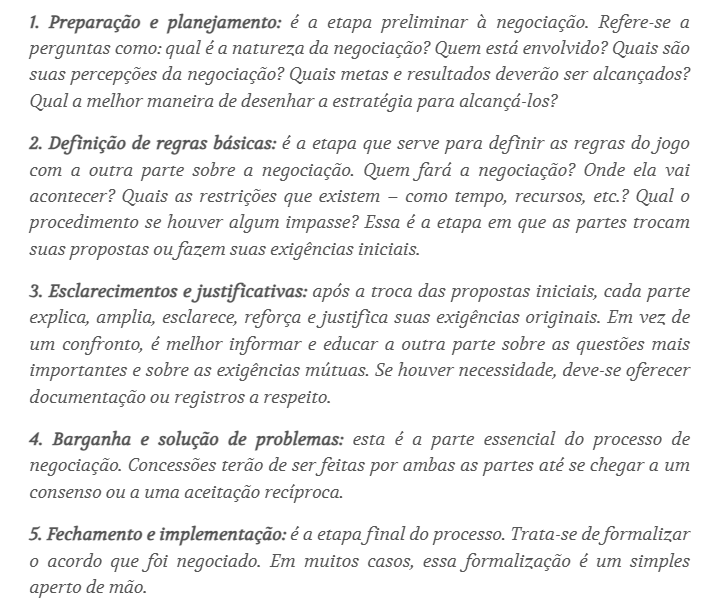 1. Preparação e planejamento: é a etapa preliminar à negociação. Refere-se a
perguntas como: qual é a natureza da negociação? Quem está envolvido? Quais são
suas percepções da negociação? Quais metas e resultados deverão ser alcançados?
Qual a melhor maneira de desenhar a estratégia para alcançá-los?
2. Definição de regras básicas: é a etapa que serve para definir as regras do jogo
com a outra parte sobre a negociação. Quem fará a negociação? Onde ela vai
acontecer? Quais as restrições que existem – como tempo, recursos, etc.? Qual o
procedimento se houver algum impasse? Essa é a etapa em que as partes trocam
suas propostas ou fazem suas exigências iniciais.
3. Esclarecimentos e justificativas: após a troca das propostas iniciais, cada parte
explica, amplia, esclarece, reforça e justifica suas exigências originais. Em vez de
um confronto, é melhor informar e educar a outra parte sobre as questões mais
importantes e sobre as exigências mútuas. Se houver necessidade, deve-se oferecer
documentação ou registros a respeito.
4. Barganha e solução de problemas: esta é a parte essencial do processo de
negociação. Concessões terão de ser feitas por ambas as partes até se chegar a um
consenso ou a uma aceitação recíproca.
5. Fechamento e implementação: é a etapa final do processo. Trata-se de formalizar
o acordo que foi negociado. Em muitos casos, essa formalização é um simples
aperto de mão.